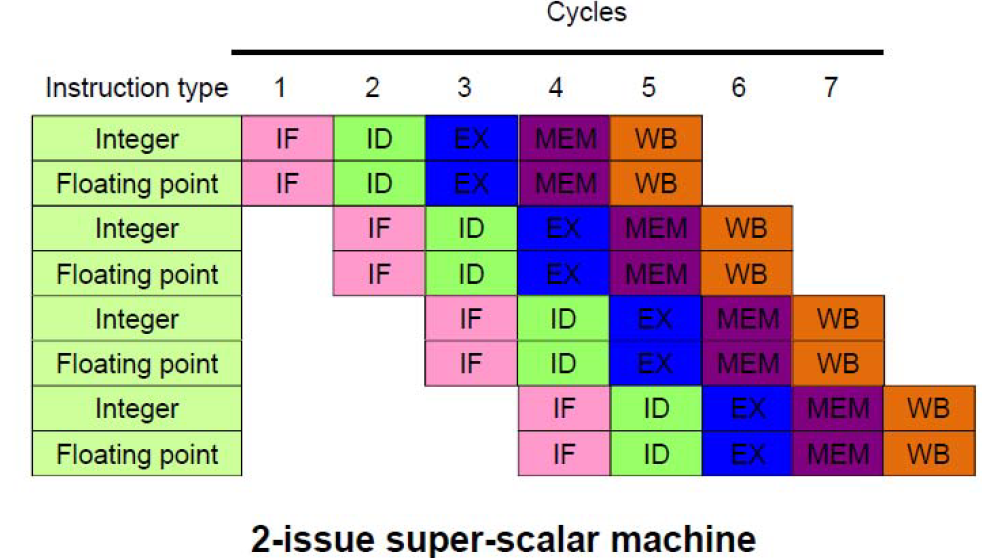 Cycles
Instruction type 1 2 3 4 5 6 7
Integer IF ID EX MEM WB
Floating point IF ID EX MEM WB
Integer IF ID EX MEM WB
Floating point IF ID EX MEM WB
Integer IF ID EX MEM WB
Floating point IF ID EX MEM WB
Integer IF ID EX MEM WB
Floating point IF ID EX MEM WB
2-issue super-scalar machine